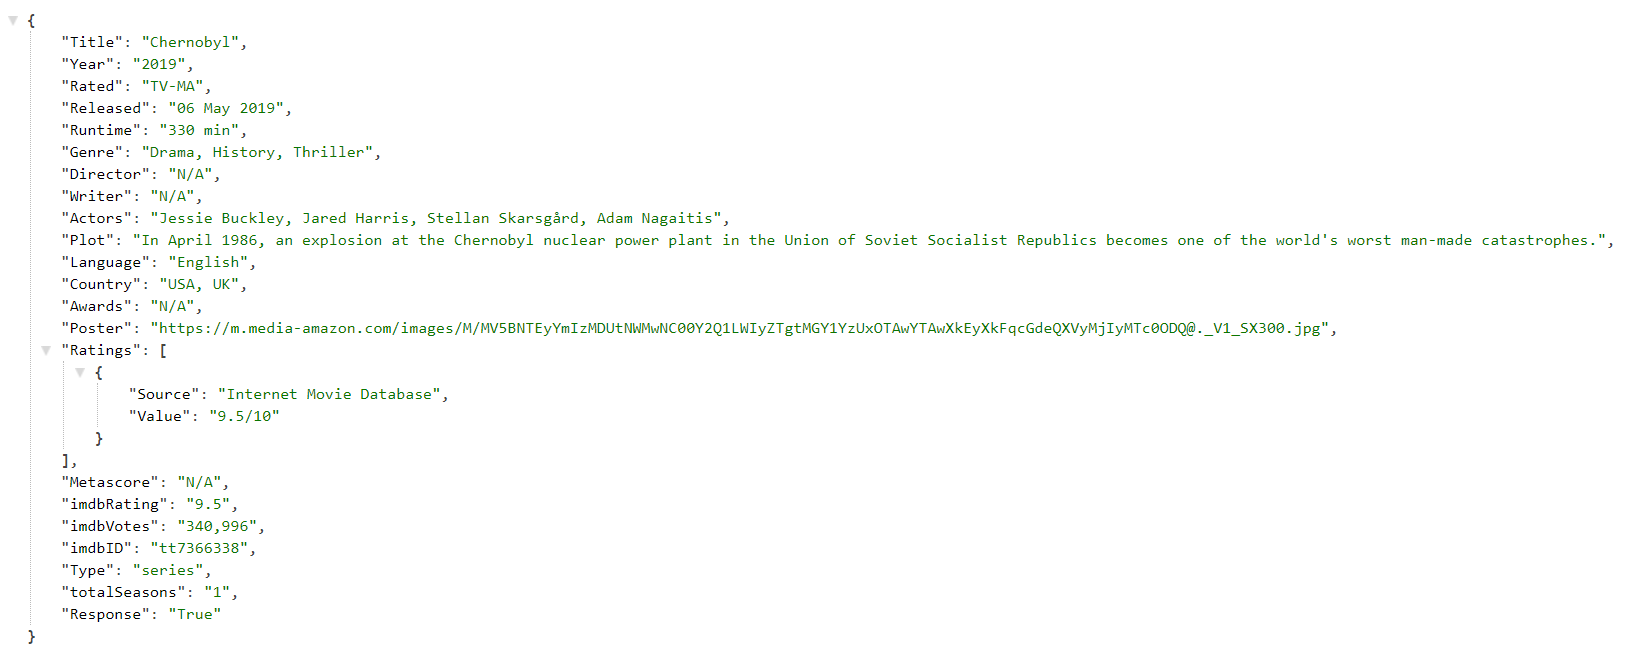 {
"Title": "Chernobyl",
"Year": "2019",
"Rated": "TV-MA",
"Released": "06 May 2019",
"Runtime": "330 min",
"Genre": "Drama, History, Thriller",
"Director": "N/A",
"Writer": "N/A",
"Actors": "Jessie Buckley, Jared Harris, Stellan Skarsgård, Adam Nagaitis",
"Plot": "In April 1986, an explosion at the Chernobyl nuclear power plant in the Union of Soviet Socialist Republics becomes one of the world's worst man-made catastrophes.",
"Language": "English",
"Country": "USA, UK",
"Awards": "N/A",
"Poster": "https://m.media-amazon.com/images/M/MV5BNTEyYmIzMDUtNWMwNC00Y2Q1LWIyZTgtMGY1YzUxOTAwYTAwXkEyXkFqcGdeQXVyMjIyMTc0ODQ@._V1_SX300.jpg",
"Ratings": [
{
"Source": "Internet Movie Database",
"Value": "9.5/10"
}
],
"Metascore": "N/A",
"imdbRating": "9.5",
"imdbVotes": "340,996",
"imdbID": "tt7366338",
"Type": "series",
"totalSeasons": "1",
"Response": "True"
}